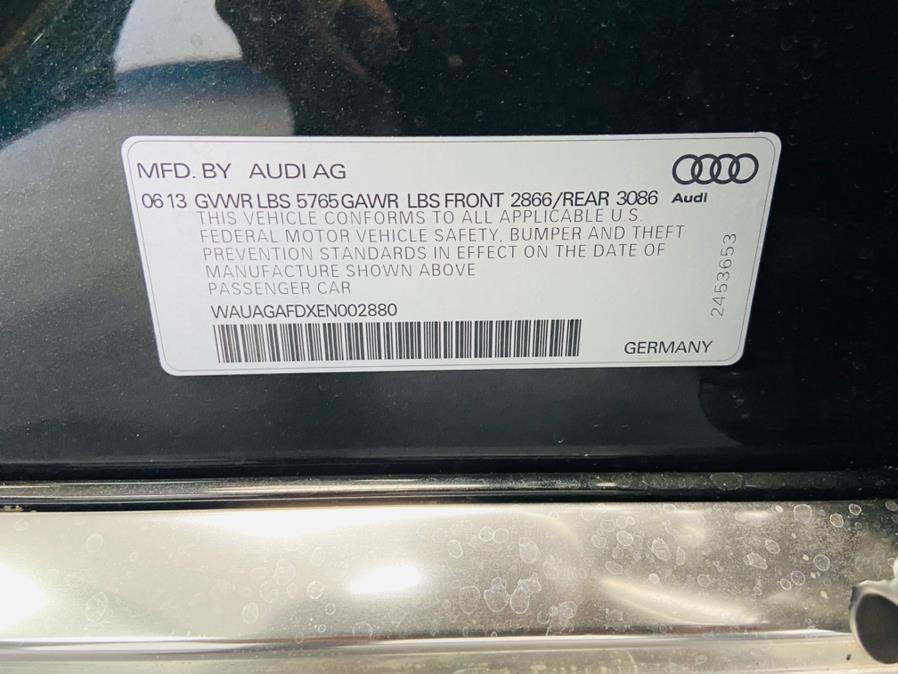 MFD. BY AUDI AG
06 13 GVWR LBS 5765 GAWR LBS FRONT 2866/REAR 3086
Audi
THIS VEHICLE CONFORMS TO ALL APPLICABLE U.S.
FEDERAL MOTOR VEHICLE SAFETY, BUMPER AND THEFT
PREVENTION STANDARDS IN EFFECT ON THE DATE OF
MANUFACTURE SHOWN ABOVE
PASSENGER CAR
WAUAGAFDXEN002880
GERMANY
2453653